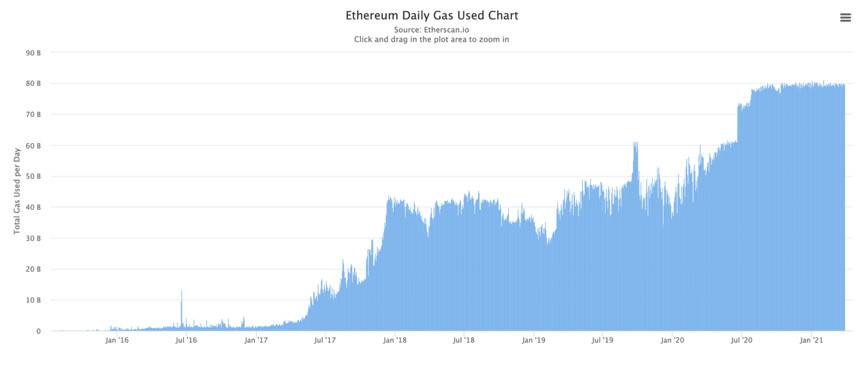 Ethereum Daily Gas Used Chart
Source: Etherscan.io
Click and drag in the plot area to zoom in
Total Gas Used per Day
90 B
80 B
70 B
60 B
50 B
40 B
30 B
20 B
10 B
0
Jan '16
Jul '16
Jan '17
Jul '17
Jan '18
Jul '18
Jan '19
Jul '19
Jan '20
Jul '20
Jan '21